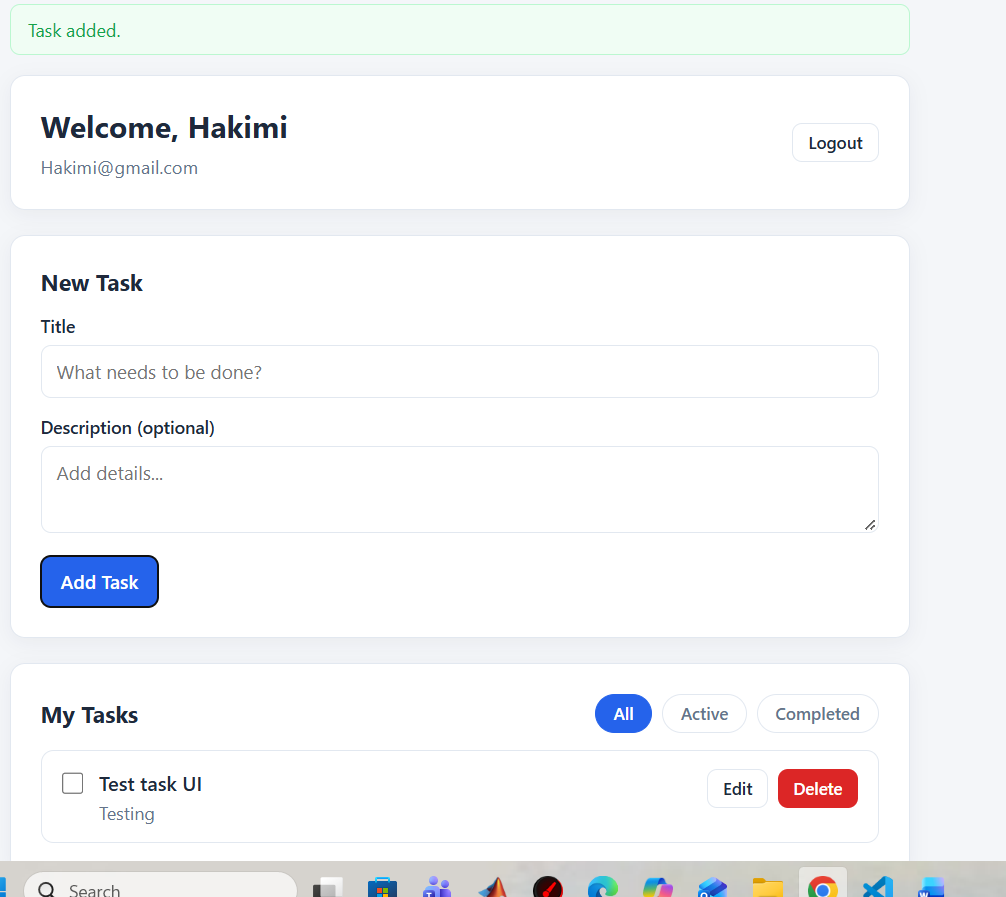 Task added.
Welcome, Hakimi
Hakimi@gmail.com
Logout
New Task
Title
What needs to be done?
Description (optional)
Add details...
Add Task
My Tasks
All
Active
Completed
Test task UI
Testing
Edit
Delete
Search